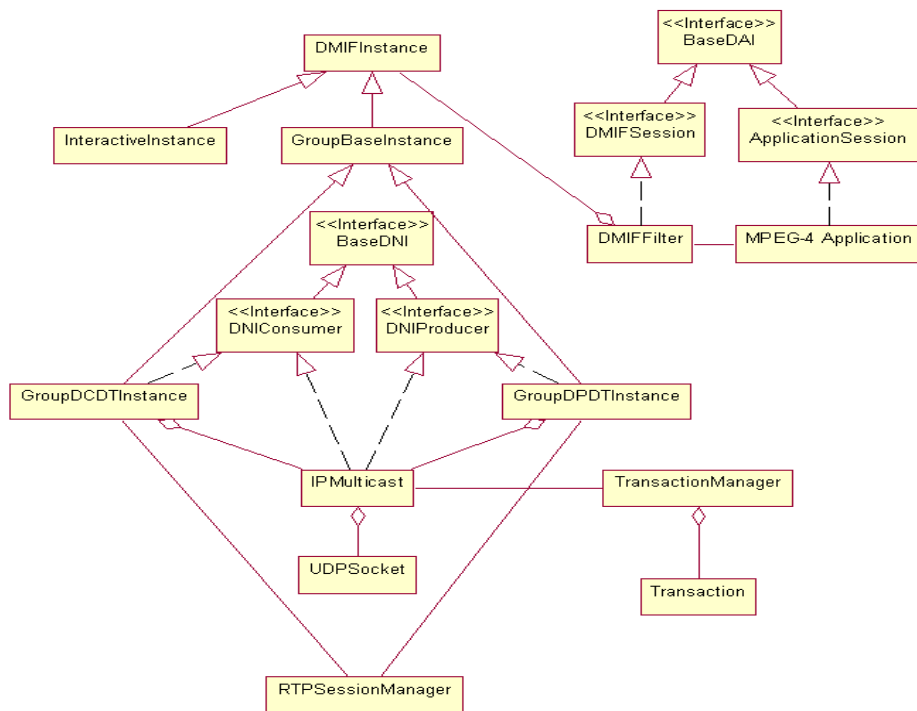 <<Interface>>
BaseDAI
DMIFInstance
<<Interface>>
DMIFSession
<<Interface>>
ApplicationSession
InteractiveInstance
GroupBaseInstance
<<Interface>>
BaseDNI
DMIFFilter
MPEG-4 Application
<<Interface>>
DNIConsumer
<<Interface>>
DNIProducer
GroupDCDTInstance
GroupDPDTInstance
IPMulticast
TransactionManager
UDPSocket
Transaction
RTPSessionManager